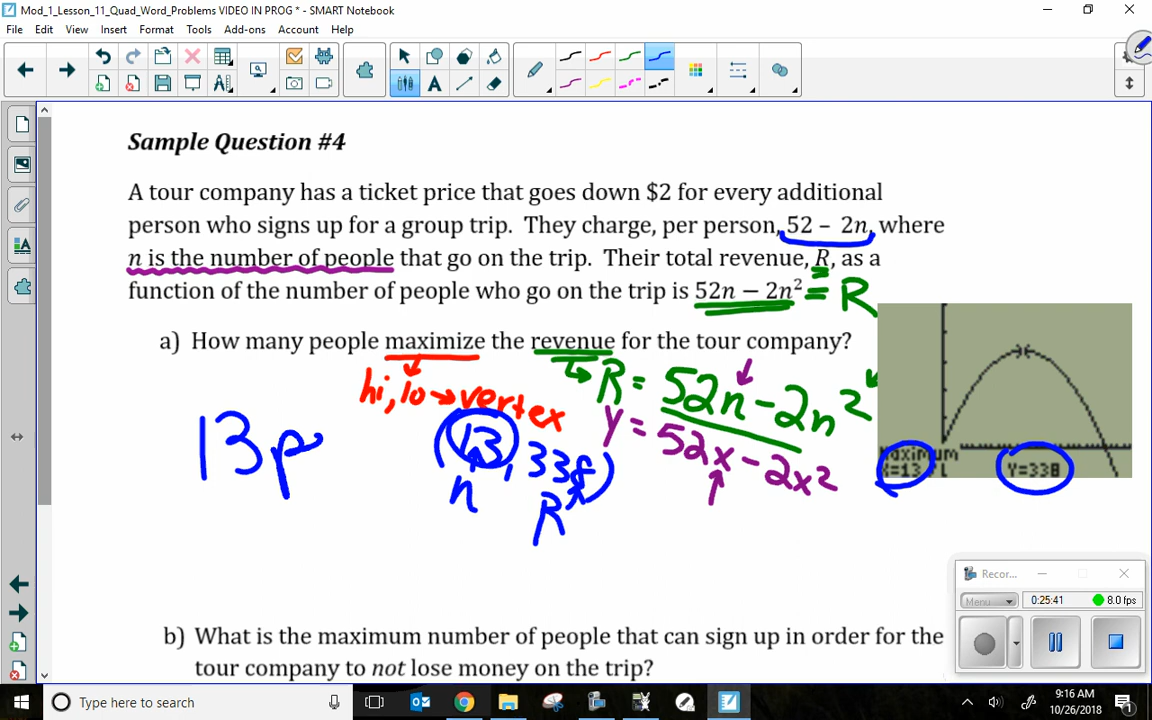 Mod_1_Lesson_11_Quad_Word_Problems VIDEO IN PROG * - SMART Notebook
File Edit View Insert Format Tools Add-ons Account Help
Sample Question #4
A tour company has a ticket price that goes down $2 for every additional
person who signs up for a group trip. They charge, per person, 52 – 2n, where
n is the number of people that go on the trip. Their total revenue, R, as a
function of the number of people who go on the trip is 52n − 2n² = R
a) How many people maximize the revenue for the tour company?
hi, lo → vertex
R = 52n - 2n²
y = 52x - 2x²
13p
(13, 338)
n R
Maximum
X=13
Y=338
b) What is the maximum number of people that can sign up in order for the
tour company to not lose money on the trip?
Recor...
Menu 0:25:41 8.0 fps
Type here to search
9:16 AM
10/26/2018
1